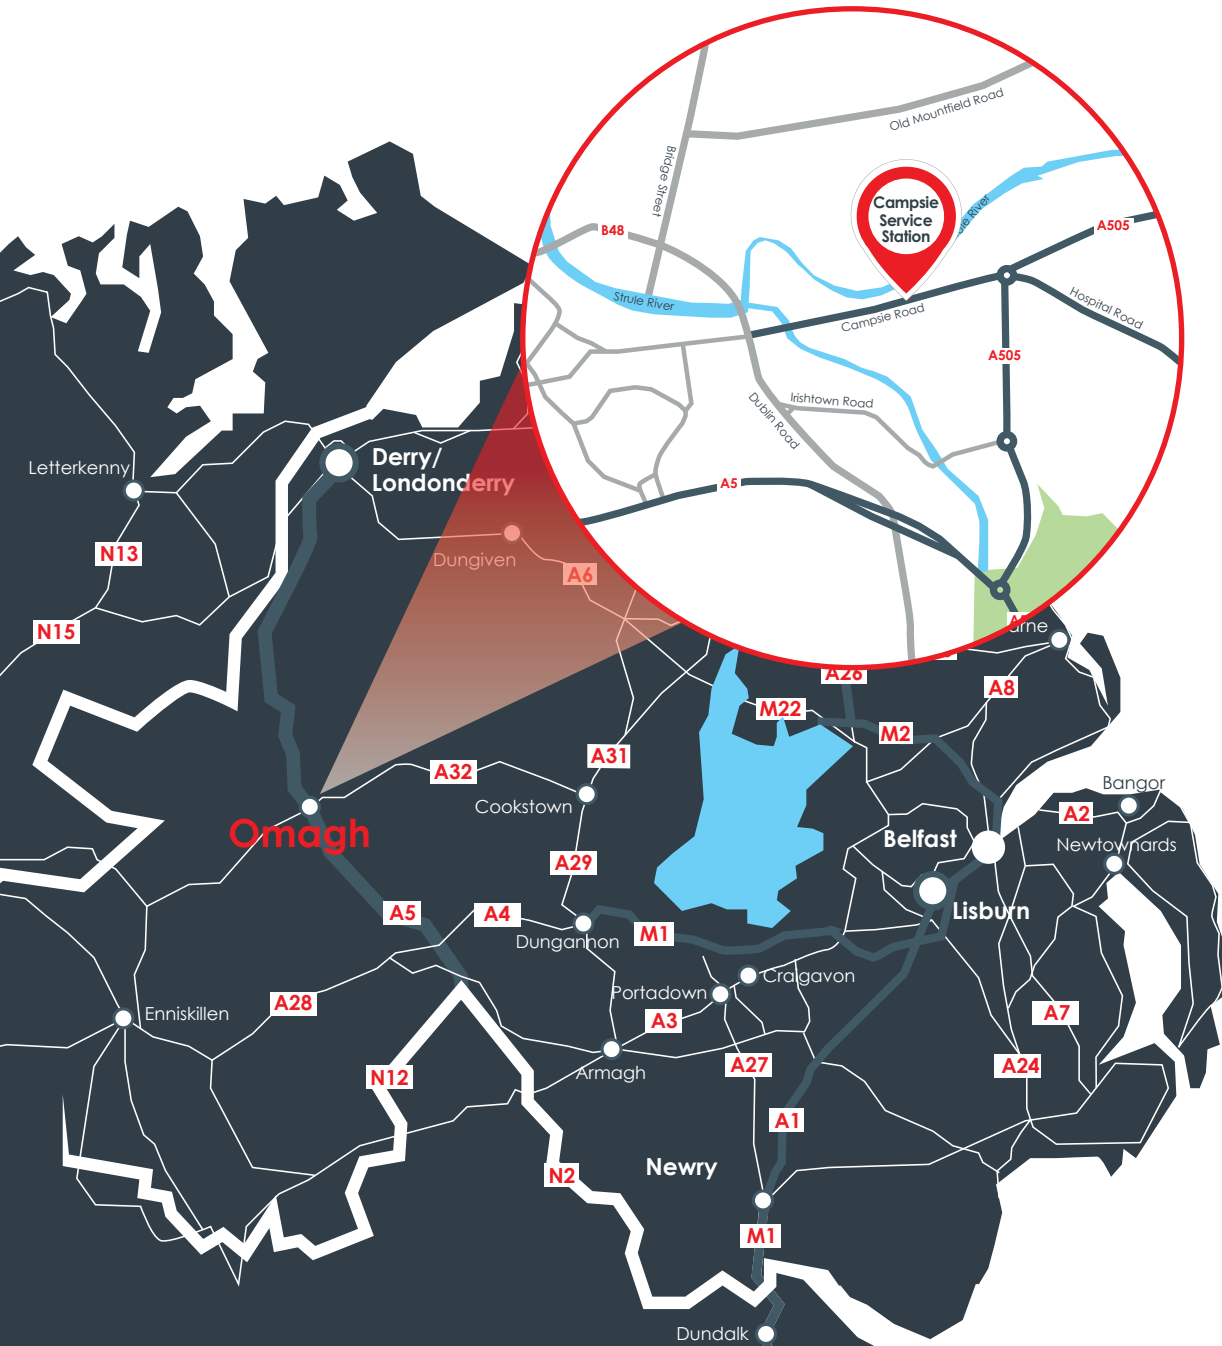 Old Mountfield Road
Bridge Street
Campsie
Service
Station
River
A505
B48
Strule River
Campsie Road
Hospital Road
A505
Irishtown Road
Dublin Road
A5
Derry/
Londonderry
Letterkenny
N13
Dungiven
A6
N15
A26
A8
M22
M2
A31
A32
Cookstown
Bangor
A2
Omagh
Belfast
Newtownards
A29
A5
A4
Lisburn
Dungannon
M1
Craigavon
Portadown
A28
Enniskillen
A3
A7
Armagh
N12
A27
A24
A1
Newry
N2
M1
Dundalk